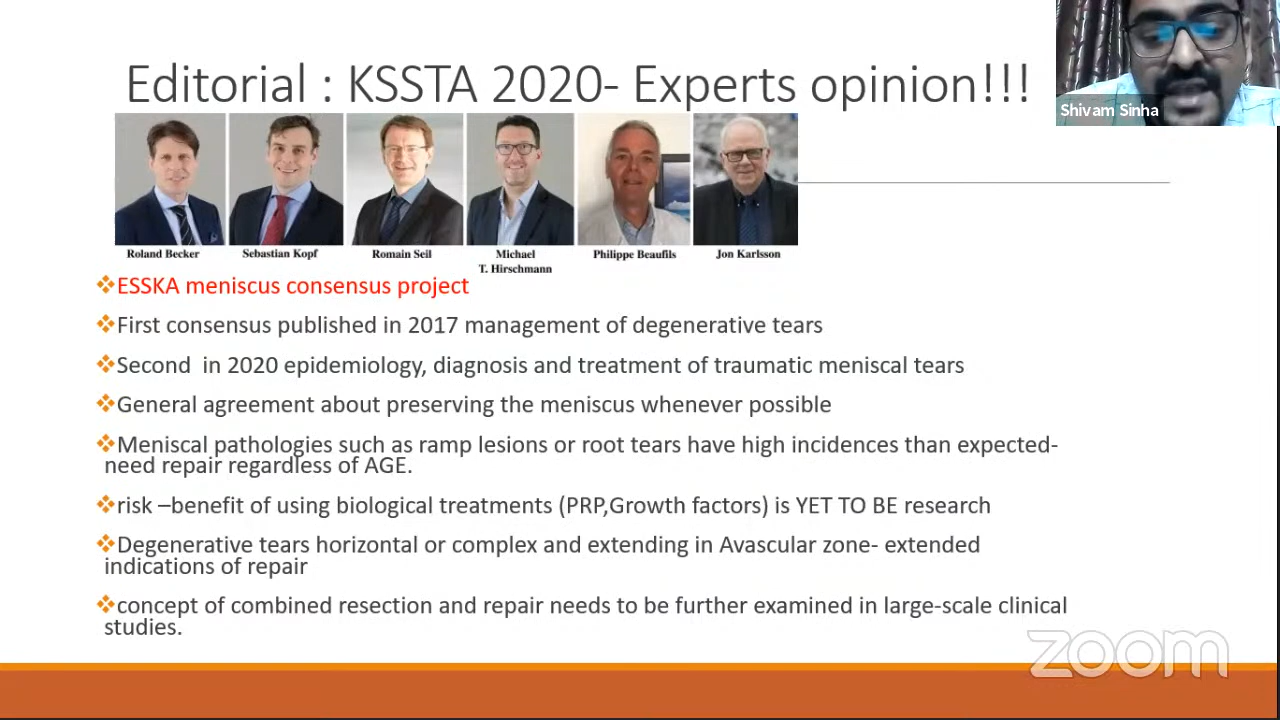 Editorial : KSSTA 2020- Experts opinion!!!
Shivam Sinha
Roland Becker
Sebastian Kopf
Romain Seil
Michael
T. Hirschmann
Philippe Beaufils
Jon Karlsson
ESSKA meniscus consensus project
First consensus published in 2017 management of degenerative tears
Second in 2020 epidemiology, diagnosis and treatment of traumatic meniscal tears
General agreement about preserving the meniscus whenever possible
Meniscal pathologies such as ramp lesions or root tears have high incidences than expected-
need repair regardless of AGE.
risk –benefit of using biological treatments (PRP,Growth factors) is YET TO BE research
Degenerative tears horizontal or complex and extending in Avascular zone- extended
indications of repair
concept of combined resection and repair needs to be further examined in large-scale clinical
studies.
zoom